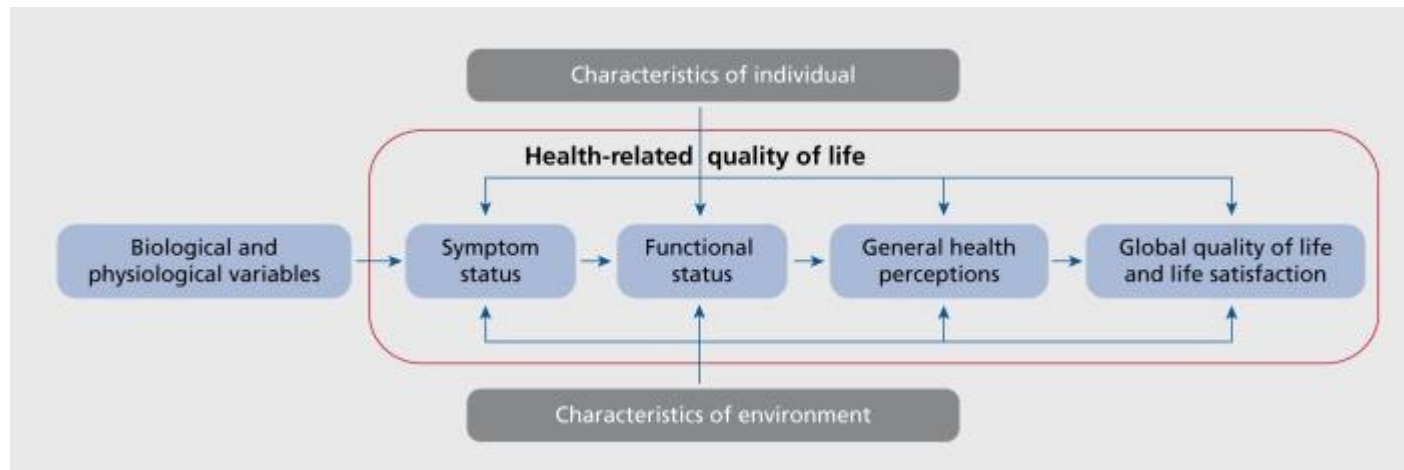 Characteristics of individual
Health-related quality of life
Biological and
physiological variables
Symptom
status
Functional
status
General health
perceptions
Global quality of life
and life satisfaction
Characteristics of environment